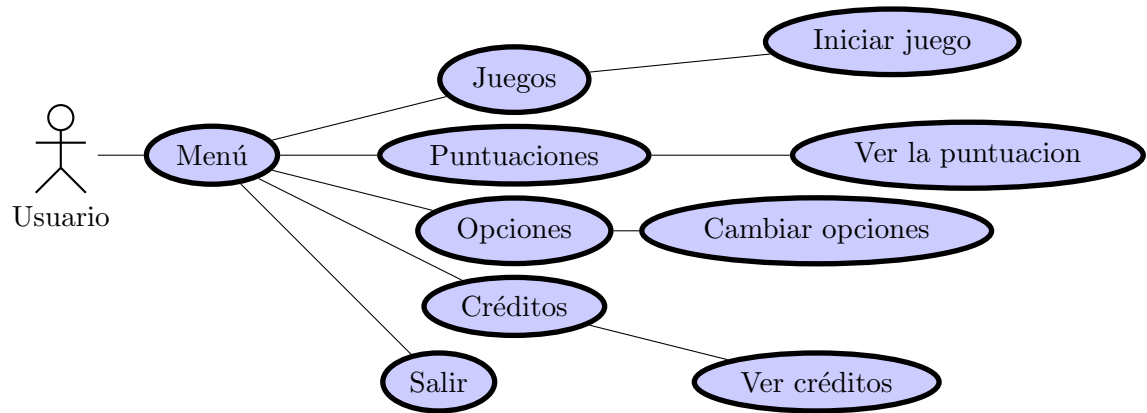 Iniciar juego
Juegos
Menú
Puntuaciones
Ver la puntuacion
Usuario
Opciones
Cambiar opciones
Créditos
Salir
Ver créditos